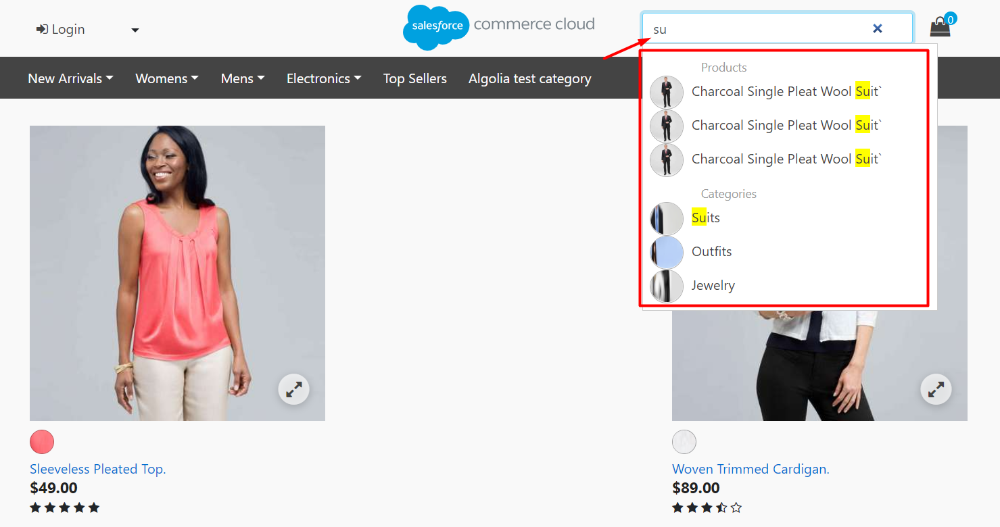 Login
salesforce commerce cloud
su
0
New Arrivals Womens Mens Electronics Top Sellers Algolia test category
Products
Charcoal Single Pleat Wool Suit`
Charcoal Single Pleat Wool Suit`
Charcoal Single Pleat Wool Suit`
Categories
Suits
Outfits
Jewelry
Sleeveless Pleated Top.
$49.00
Woven Trimmed Cardigan.
$89.00